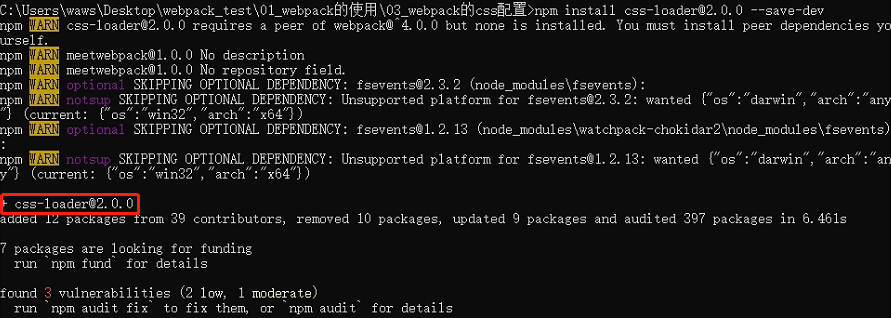 C:\Users\waws\Desktop\webpack_test\01_webpack的使用\03_webpack的css配置>npm install css-loader@2.0.0 --save-dev
npm WARN css-loader@2.0.0 requires a peer of webpack@^4.0.0 but none is installed. You must install peer dependencies yo
urself.
npm WARN meetwebpack@1.0.0 No description
npm WARN meetwebpack@1.0.0 No repository field.
npm WARN optional SKIPPING OPTIONAL DEPENDENCY: fsevents@2.3.2 (node_modules\fsevents):
npm WARN notsup SKIPPING OPTIONAL DEPENDENCY: Unsupported platform for fsevents@2.3.2: wanted {"os":"darwin","arch":"any
"} (current: {"os":"win32","arch":"x64"})
npm WARN optional SKIPPING OPTIONAL DEPENDENCY: fsevents@1.2.13 (node_modules\watchpack-chokidar2\node_modules\fsevents)
:
npm WARN notsup SKIPPING OPTIONAL DEPENDENCY: Unsupported platform for fsevents@1.2.13: wanted {"os":"darwin","arch":"an
y"} (current: {"os":"win32","arch":"x64"})
+ css-loader@2.0.0
added 12 packages from 39 contributors, removed 10 packages, updated 9 packages and audited 397 packages in 6.461s
7 packages are looking for funding
run `npm fund` for details
found 3 vulnerabilities (2 low, 1 moderate)
run `npm audit fix` to fix them, or `npm audit` for details